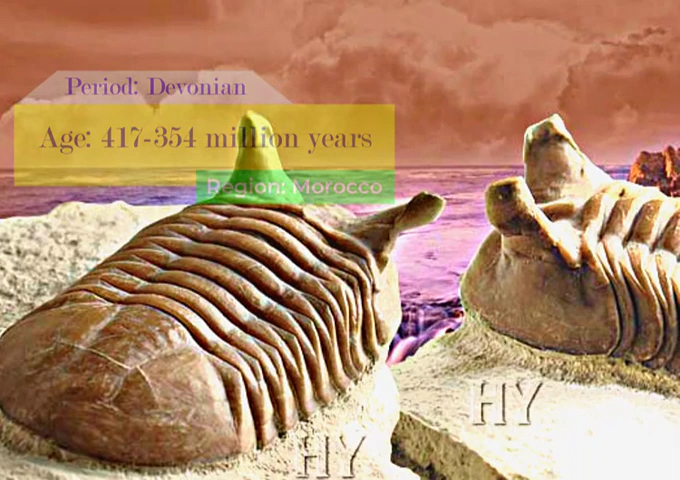 Period: Devonian
Age: 417-354 million years
Region: Morocco
HY
HY